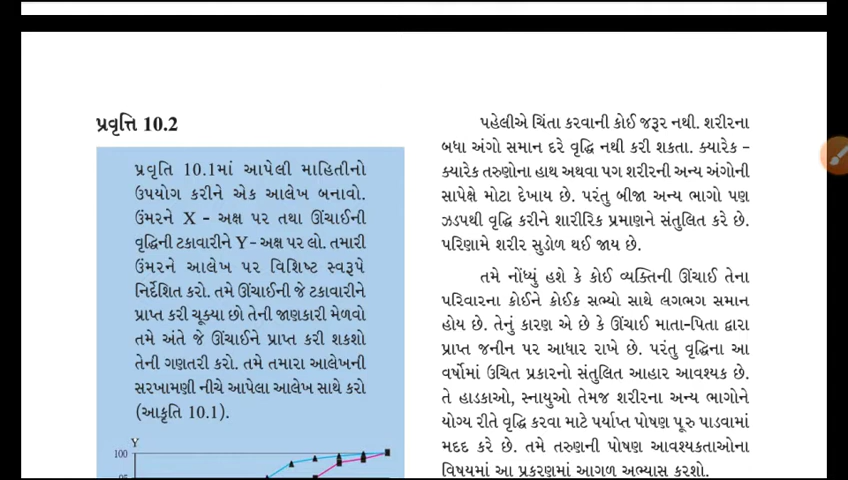 પ્રવૃત્તિ 10.2
પ્રવૃતિ 10.1માં આપેલી માહિતીનો
ઉપયોગ કરીને એક આલેખ બનાવો.
ઉંમરને X - અક્ષ પર તથા ઊંચાઈની
વૃદ્ધિની ટકાવારીને Y- અક્ષ પર લો. તમારી
ઉંમરને આલેખ પર વિશિષ્ટ સ્વરૂપે
નિર્દેશિત કરો. તમે ઊંચાઈની જે ટકાવારીને
પ્રાપ્ત કરી ચૂક્યા છો તેની જાણકારી મેળવો
તમે અંતે જે ઊંચાઈને પ્રાપ્ત કરી શકશો
તેની ગણતરી કરો. તમે તમારા આલેખની
સરખામણી નીચે આપેલા આલેખ સાથે કરો
(આકૃતિ 10.1).
Y
100
95
પહેલીએ ચિંતા કરવાની કોઈ જરૂર નથી. શરીરના
બધા અંગો સમાન દરે વૃદ્ધિ નથી કરી શકતા. ક્યારેક -
ક્યારેક તરુણોના હાથ અથવા પગ શરીરની અન્ય અંગોની
સાપેક્ષે મોટા દેખાય છે. પરંતુ બીજા અન્ય ભાગો પણ
ઝડપથી વૃદ્ધિ કરીને શારીરિક પ્રમાણને સંતુલિત કરે છે.
પરિણામે શરીર સુડોળ થઈ જાય છે.
તમે નોંધ્યું હશે કે કોઈ વ્યક્તિની ઊંચાઈ તેના
પરિવારના કોઈને કોઈક સભ્યો સાથે લગભગ સમાન
હોય છે. તેનું કારણ એ છે કે ઊંચાઈ માતા-પિતા દ્વારા
પ્રાપ્ત જનીન પર આધાર રાખે છે. પરંતુ વૃદ્ધિના આ
વર્ષોમાં ઉચિત પ્રકારનો સંતુલિત આહાર આવશ્યક છે.
તે હાડકાઓ, સ્નાયુઓ તેમજ શરીરના અન્ય ભાગોને
યોગ્ય રીતે વૃદ્ધિ કરવા માટે પર્યાપ્ત પોષણ પૂરુ પાડવામાં
મદદ કરે છે. તમે તરુણની પોષણ આવશ્યકતાઓના
વિષયમાં આ પ્રકરણમાં આગળ અભ્યાસ કરશો.